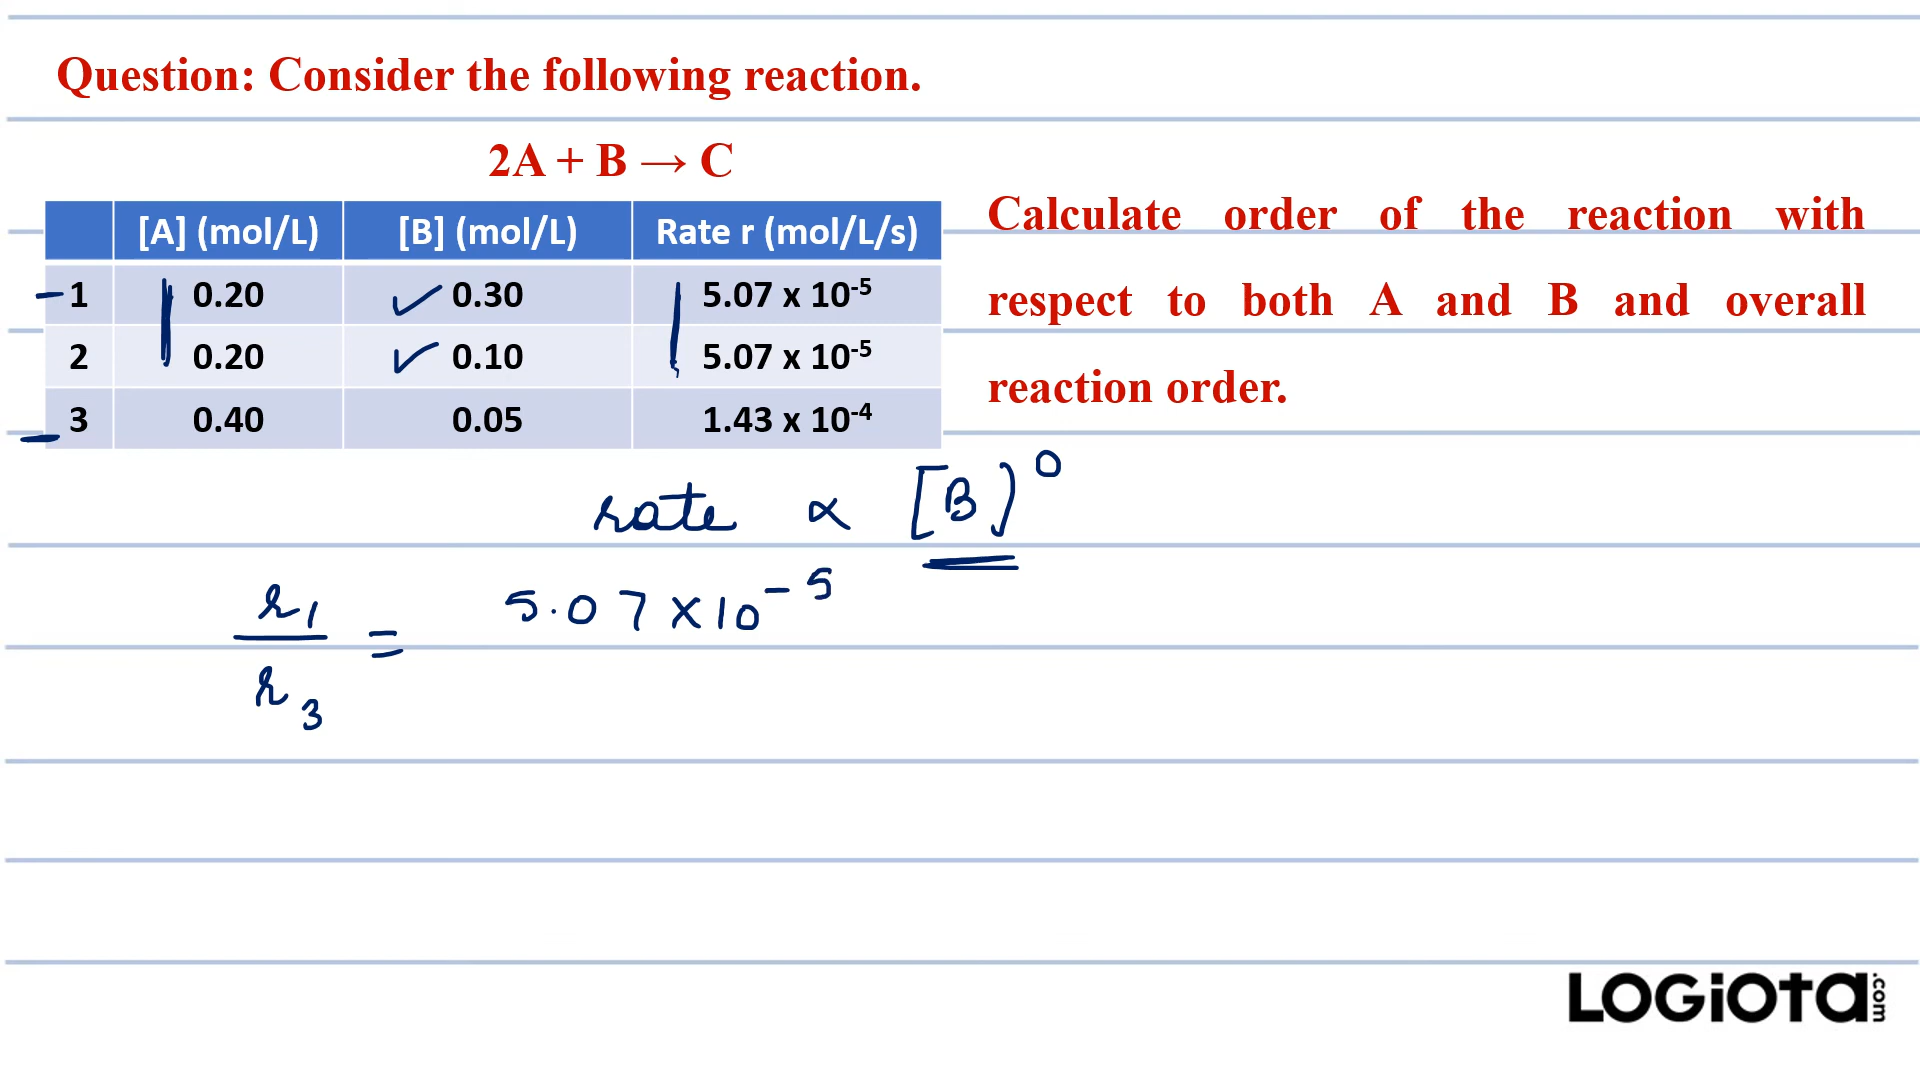 Question: Consider the following reaction.
2A + B → C
[A] (mol/L) [B] (mol/L) Rate r (mol/L/s)
1 0.20 0.30 5.07 x 10⁻⁵
2 0.20 0.10 5.07 x 10⁻⁵
3 0.40 0.05 1.43 x 10⁻⁴
Calculate order of the reaction with
respect to both A and B and overall
reaction order.
rate ∝ [B]⁰
r₁ / r₃ = 5.07 × 10⁻⁵
LOGiOTA.com